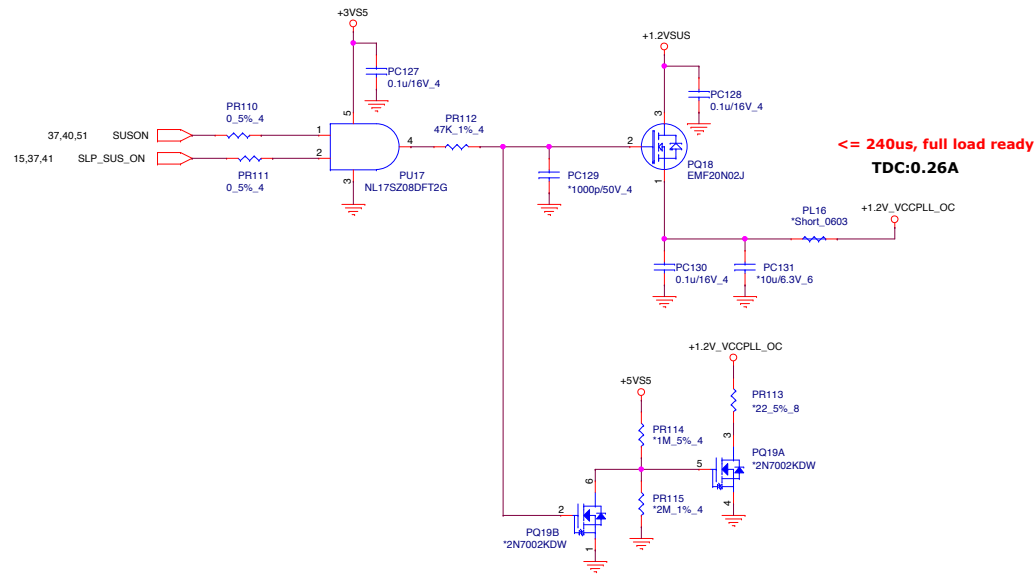 +3VS5
PC127
0.1u/16V_4
+1.2VSUS
PC128
0.1u/16V_4
PR110
0_5%_4
37,40,51
SUSON
15,37,41
SLP_SUS_ON
PR111
0_5%_4
1
2
5
3
4
PU17
NL17SZ08DFT2G
PR112
47K_1%_4
PC129
*1000p/50V_4
2
3
1
PQ18
EMF20N02J
<= 240us, full load ready
TDC:0.26A
PL16
*Short_0603
+1.2V_VCCPLL_OC
PC130
0.1u/16V_4
PC131
*10u/6.3V_6
+1.2V_VCCPLL_OC
+5VS5
PR113
*22_5%_8
PR114
*1M_5%_4
3
5
4
PQ19A
*2N7002KDW
PR115
*2M_1%_4
6
2
1
PQ19B
*2N7002KDW